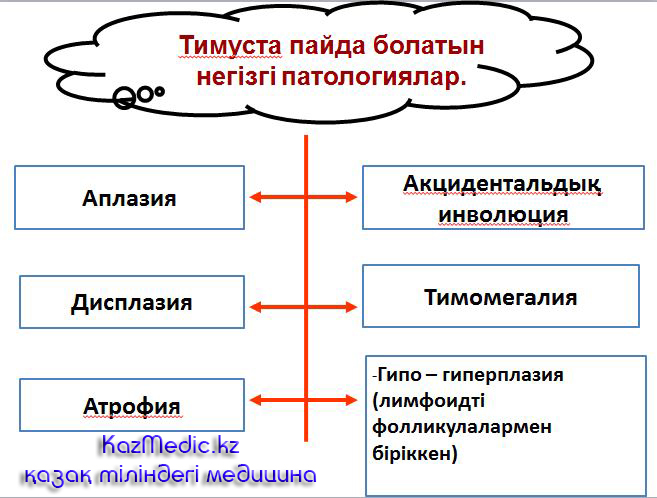 Тимуста пайда болатын
негізгі патологиялар.
Аплазия
Акцидентальдық
инволюция
Дисплазия
Тимомегалия
Атрофия
-Гипо – гиперплазия
(лимфоидті
фолликулалармен
біріккен)
KazMedic.kz
қазақ тіліндегі медицина